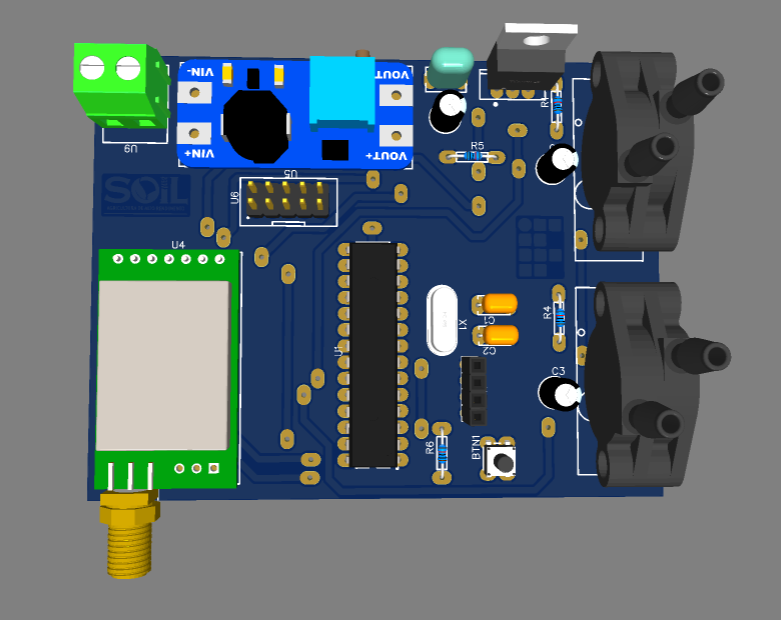 VIN-
VOUT-
VIN+
VOUT+
U9
U5
R5
U6
SOiL
U4
U1
X1
C1
C2
R4
C3
R6
BTN1